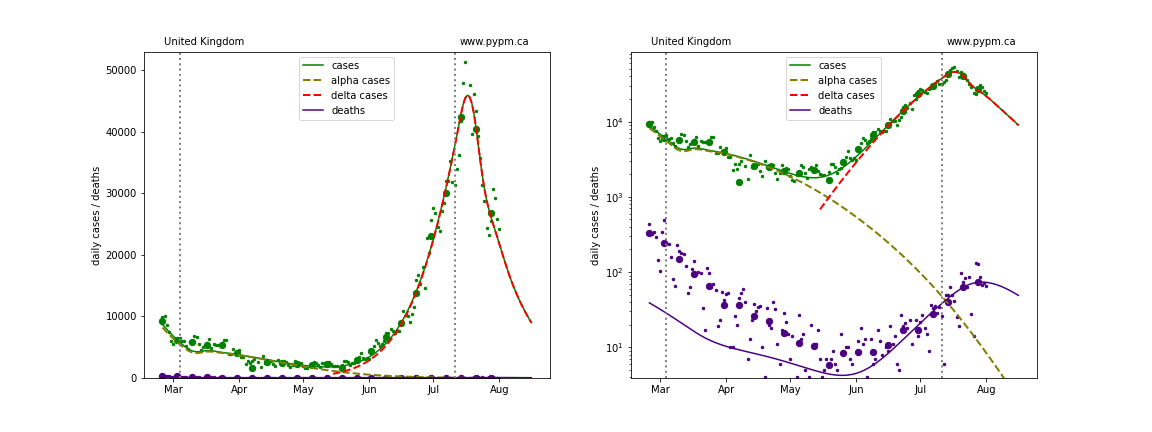 United Kingdom www.pypm.ca
cases
alpha cases
delta cases
deaths
daily cases / deaths
50000
40000
30000
20000
10000
0
Mar Apr May Jun Jul Aug
United Kingdom www.pypm.ca
cases
alpha cases
delta cases
deaths
daily cases / deaths
10⁴
10³
10²
10¹
Mar Apr May Jun Jul Aug